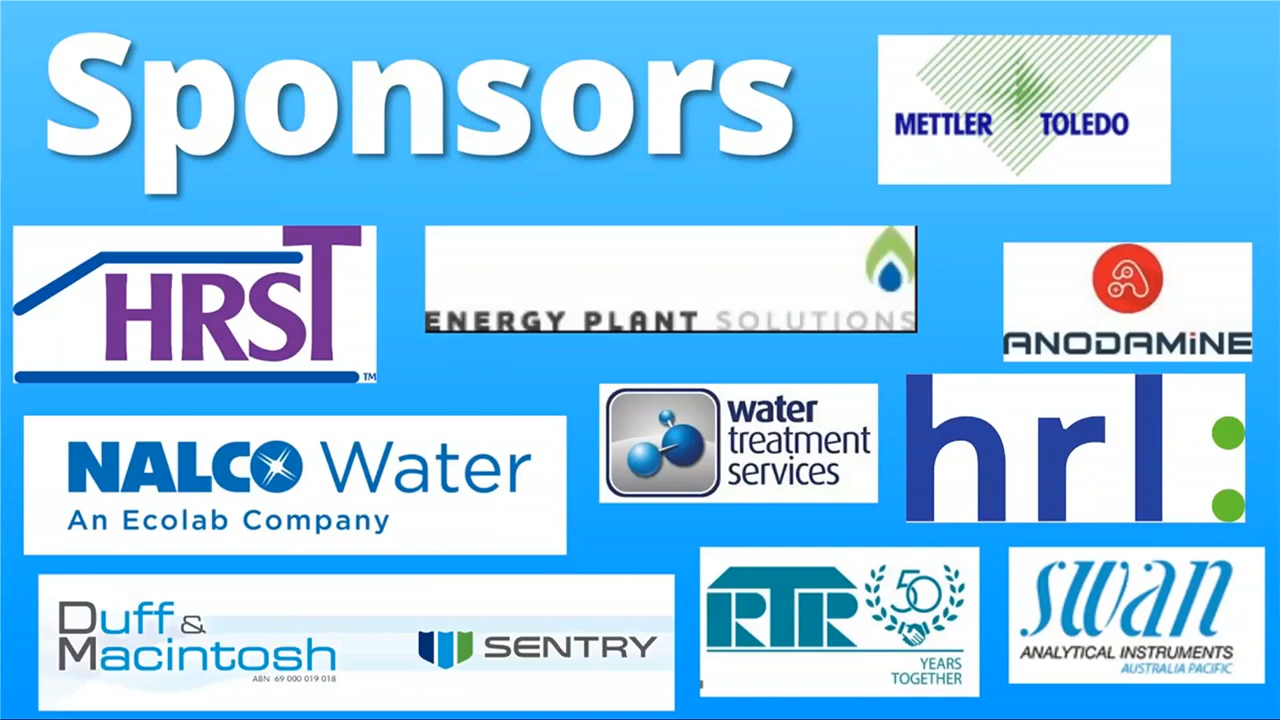 Sponsors
METTLER TOLEDO
HRST
TM
ENERGY PLANT SOLUTIONS
ANODAMiNE
NALCO Water
An Ecolab Company
water
treatment
services
hrl:
Duff &
Macintosh
ABN 69 000 019 018
SENTRY
RTR
50
YEARS
TOGETHER
swan
ANALYTICAL INSTRUMENTS
AUSTRALIA PACIFIC